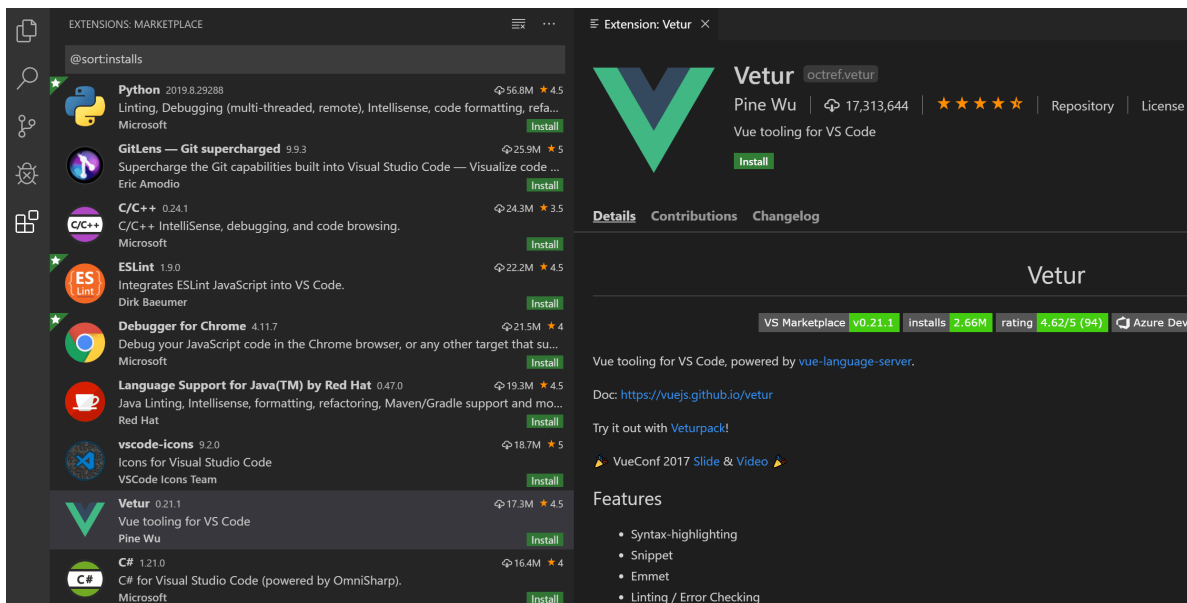 EXTENSIONS: MARKETPLACE
@sort:installs
Python 2019.8.29288 56.8M ★ 4.5
Linting, Debugging (multi-threaded, remote), Intellisense, code formatting, refa...
Microsoft Install
GitLens — Git supercharged 9.9.3 25.9M ★ 5
Supercharge the Git capabilities built into Visual Studio Code — Visualize code ...
Eric Amodio Install
C/C++
C/C++ 0.24.1 24.3M ★ 3.5
C/C++ IntelliSense, debugging, and code browsing.
Microsoft Install
ES
Lint
ESLint 1.9.0 22.2M ★ 4.5
Integrates ESLint JavaScript into VS Code.
Dirk Baeumer Install
Debugger for Chrome 4.11.7 21.5M ★ 4
Debug your JavaScript code in the Chrome browser, or any other target that su...
Microsoft Install
Language Support for Java(TM) by Red Hat 0.47.0 19.3M ★ 4.5
Java Linting, Intellisense, formatting, refactoring, Maven/Gradle support and mo...
Red Hat Install
vscode-icons 9.2.0 18.7M ★ 5
Icons for Visual Studio Code
VSCode Icons Team Install
Vetur 0.21.1 17.3M ★ 4.5
Vue tooling for VS Code
Pine Wu Install
C#
C# 1.21.0 16.4M ★ 4
C# for Visual Studio Code (powered by OmniSharp).
Microsoft Install
Extension: Vetur ×
Vetur octref.vetur
Pine Wu | 17,313,644 | Repository | License
Vue tooling for VS Code
Install
Details Contributions Changelog
Vetur
VS Marketplace v0.21.1 installs 2.66M rating 4.62/5 (94) Azure Dev
Vue tooling for VS Code, powered by vue-language-server.
Doc: https://vuejs.github.io/vetur
Try it out with Veturpack!
🎉 VueConf 2017 Slide & Video 🎉
Features
• Syntax-highlighting
• Snippet
• Emmet
• Linting / Error Checking